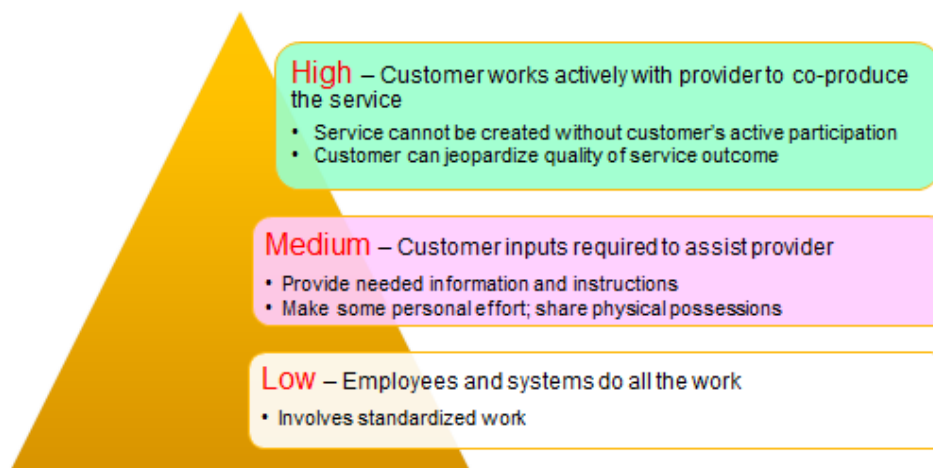 High – Customer works actively with provider to co-produce
the service
• Service cannot be created without customer's active participation
• Customer can jeopardize quality of service outcome
Medium – Customer inputs required to assist provider
• Provide needed information and instructions
• Make some personal effort; share physical possessions
Low – Employees and systems do all the work
• Involves standardized work